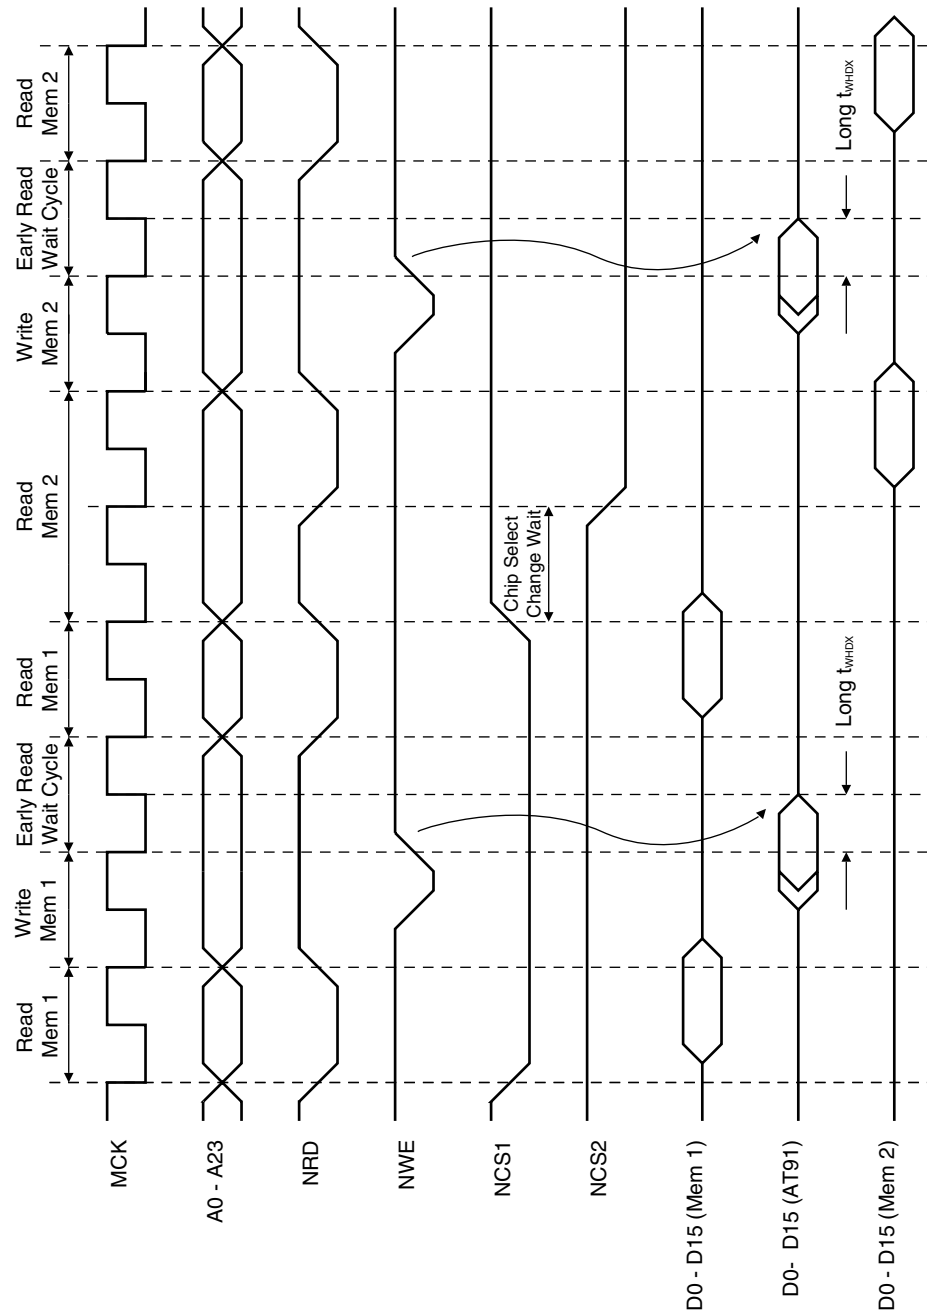 Read
Mem 1
Write
Mem 1
Early Read
Wait Cycle
Read
Mem 1
Read
Mem 2
Write
Mem 2
Early Read
Wait Cycle
Read
Mem 2
MCK
A0 - A23
NRD
NWE
NCS1
Chip Select
Change Wait
NCS2
D0 - D15 (Mem 1)
D0- D15 (AT91)
Long tWHDX
Long tWHDX
D0 - D15 (Mem 2)